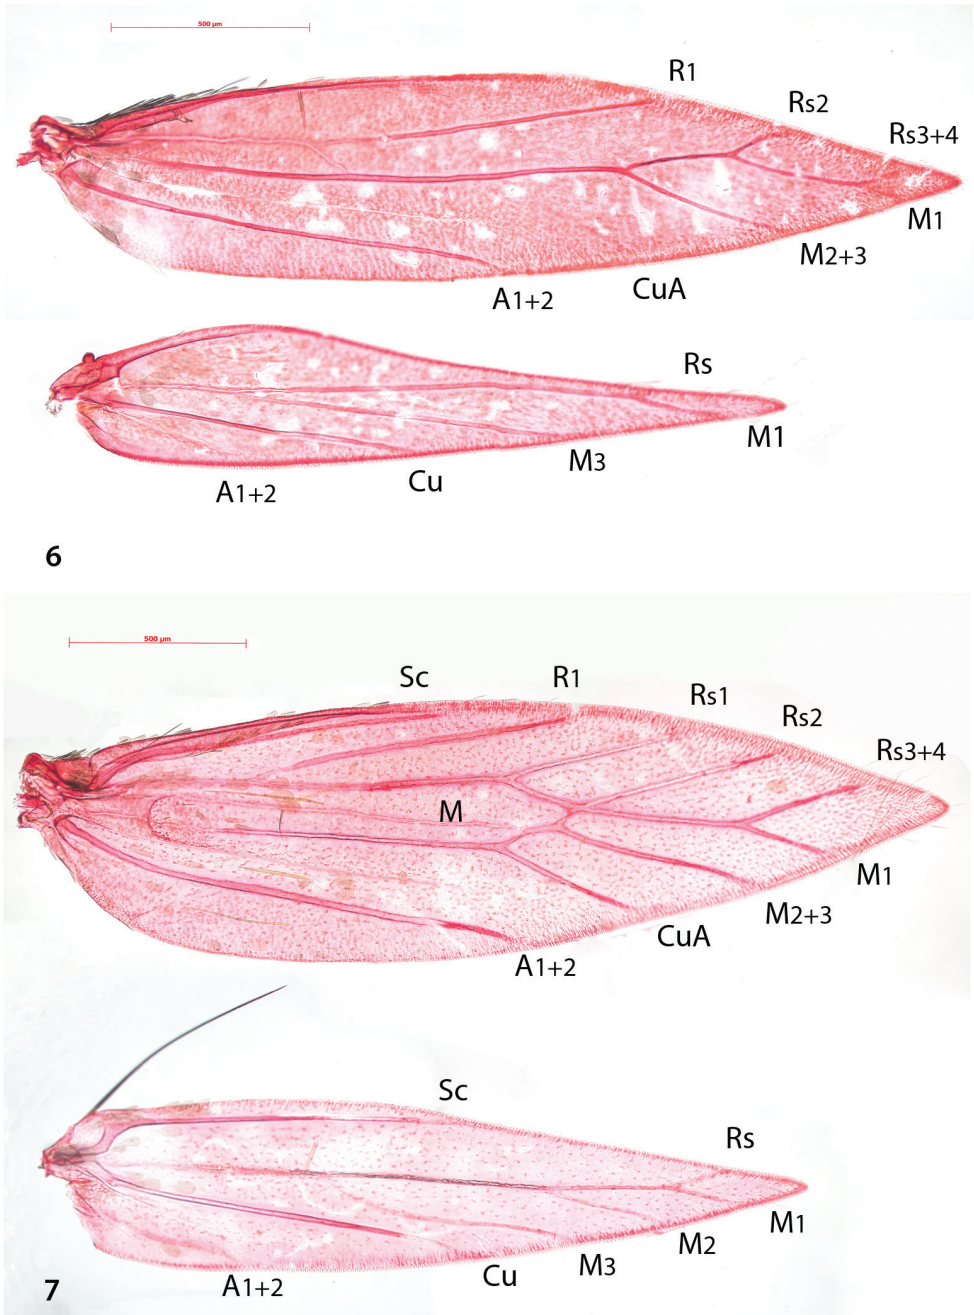 500 µm
R1
Rs2
Rs3+4
M1
M2+3
CuA
A1+2
Rs
M1
M3
Cu
A1+2
6
500 µm
Sc
R1
Rs1
Rs2
Rs3+4
M
M1
M2+3
CuA
A1+2
Sc
Rs
M1
M2
M3
Cu
A1+2
7